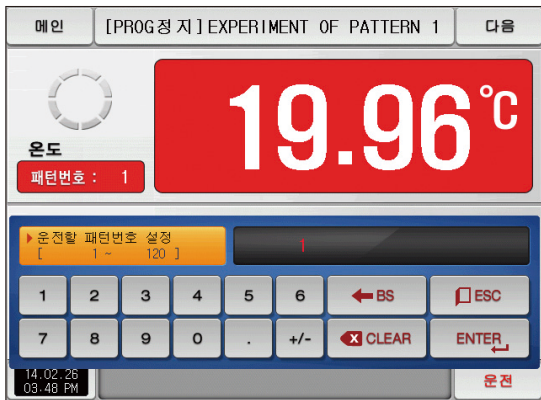 메인
[PROG정지]EXPERIMENT OF PATTERN 1
다음
19.96℃
온도
패턴번호 : 1
운전할 패턴번호 설정
[ 1 ~ 120 ]
1
1 2 3 4 5 6 BS ESC
7 8 9 0 . +/- CLEAR ENTER
14.02.26
03:48 PM
운전